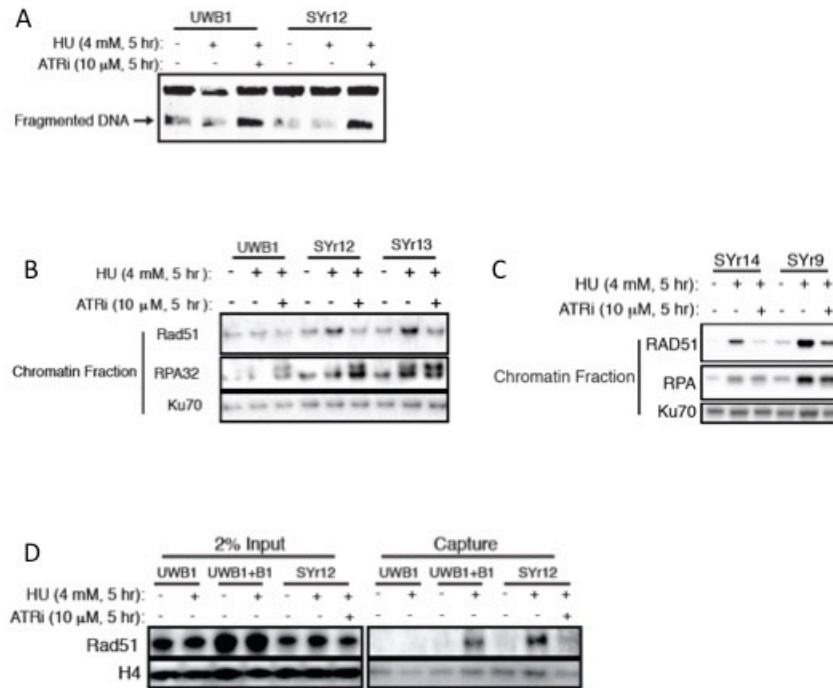 A
UWB1 SYr12
HU (4 mM, 5 hr): - + + - + +
ATRi (10 µM, 5 hr): - - + - - +
Fragmented DNA
B
UWB1 SYr12 SYr13
HU (4 mM, 5 hr): - + + - + + - + +
ATRi (10 µM, 5 hr): - - + - - + - - +
Chromatin Fraction
Rad51
RPA32
Ku70
C
SYr14 SYr9
HU (4 mM, 5 hr): - + + - + +
ATRi (10 µM, 5 hr): - - + - - +
Chromatin Fraction
RAD51
RPA
Ku70
D
2% Input Capture
UWB1 UWB1+B1 SYr12 UWB1 UWB1+B1 SYr12
HU (4 mM, 5 hr): - + - + - + + - + - + - + +
ATRi (10 µM, 5 hr): - - - - - - + - - - - - - +
Rad51
H4